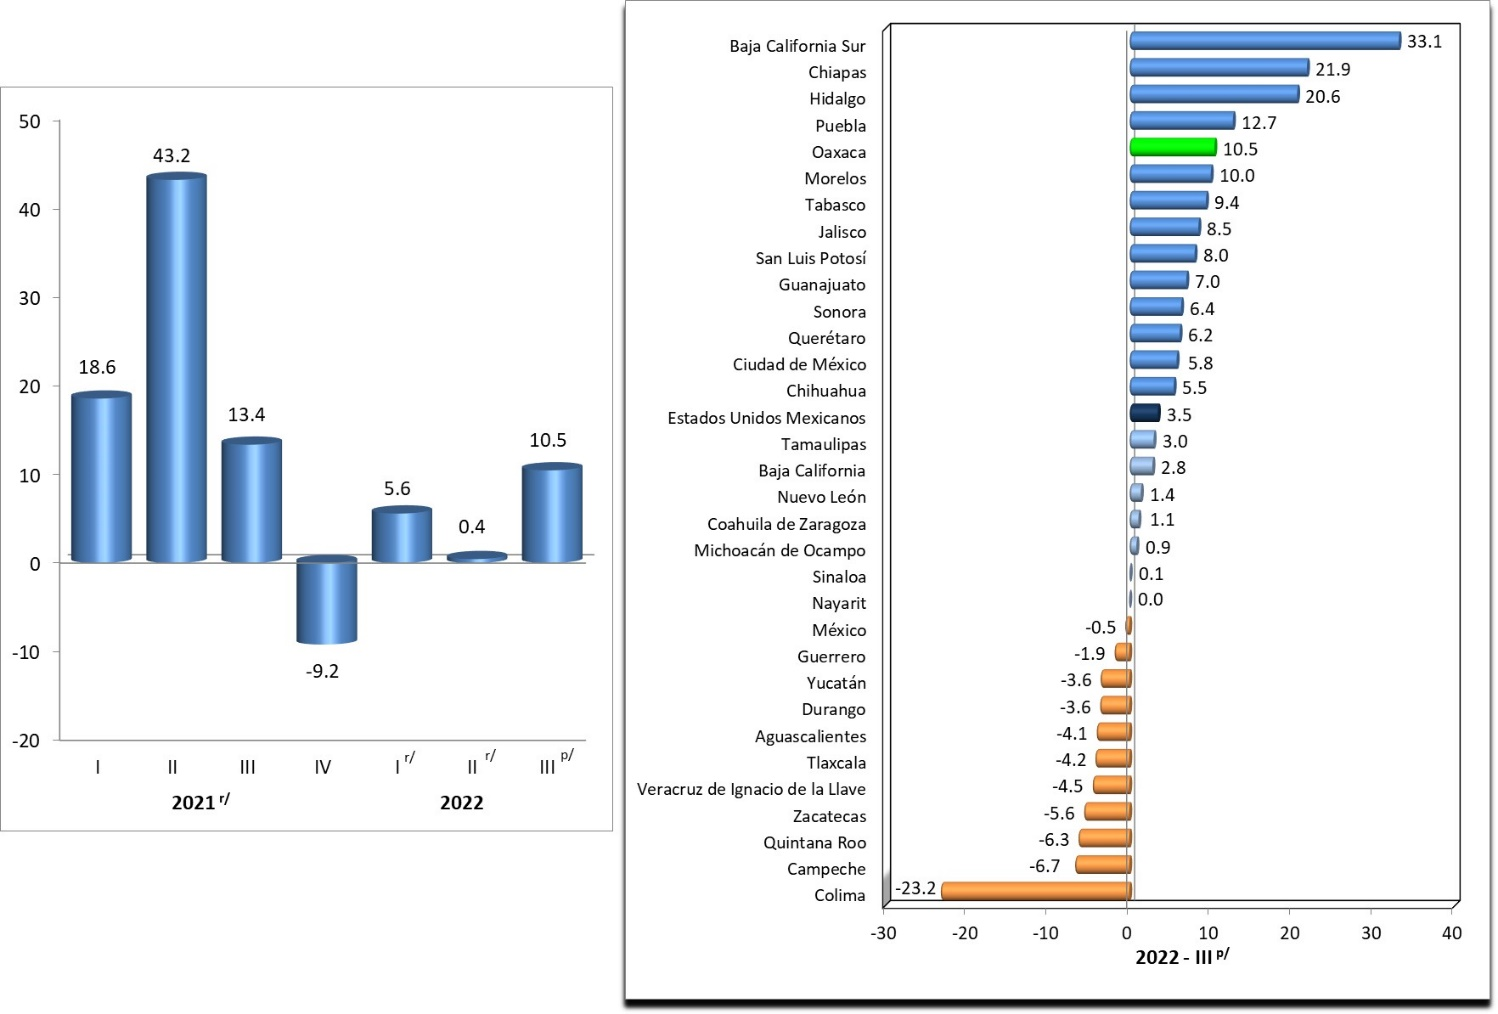 50
40
30
20
10
0
-10
-20
18.6
43.2
13.4
-9.2
5.6
0.4
10.5
I II III IV I r/ II r/ III p/
2021 r/ 2022
Baja California Sur 33.1
Chiapas 21.9
Hidalgo 20.6
Puebla 12.7
Oaxaca 10.5
Morelos 10.0
Tabasco 9.4
Jalisco 8.5
San Luis Potosí 8.0
Guanajuato 7.0
Sonora 6.4
Querétaro 6.2
Ciudad de México 5.8
Chihuahua 5.5
Estados Unidos Mexicanos 3.5
Tamaulipas 3.0
Baja California 2.8
Nuevo León 1.4
Coahuila de Zaragoza 1.1
Michoacán de Ocampo 0.9
Sinaloa 0.1
Nayarit 0.0
México -0.5
Guerrero -1.9
Yucatán -3.6
Durango -3.6
Aguascalientes -4.1
Tlaxcala -4.2
Veracruz de Ignacio de la Llave -4.5
Zacatecas -5.6
Quintana Roo -6.3
Campeche -6.7
Colima -23.2
-30 -20 -10 0 10 20 30 40
2022 - III p/